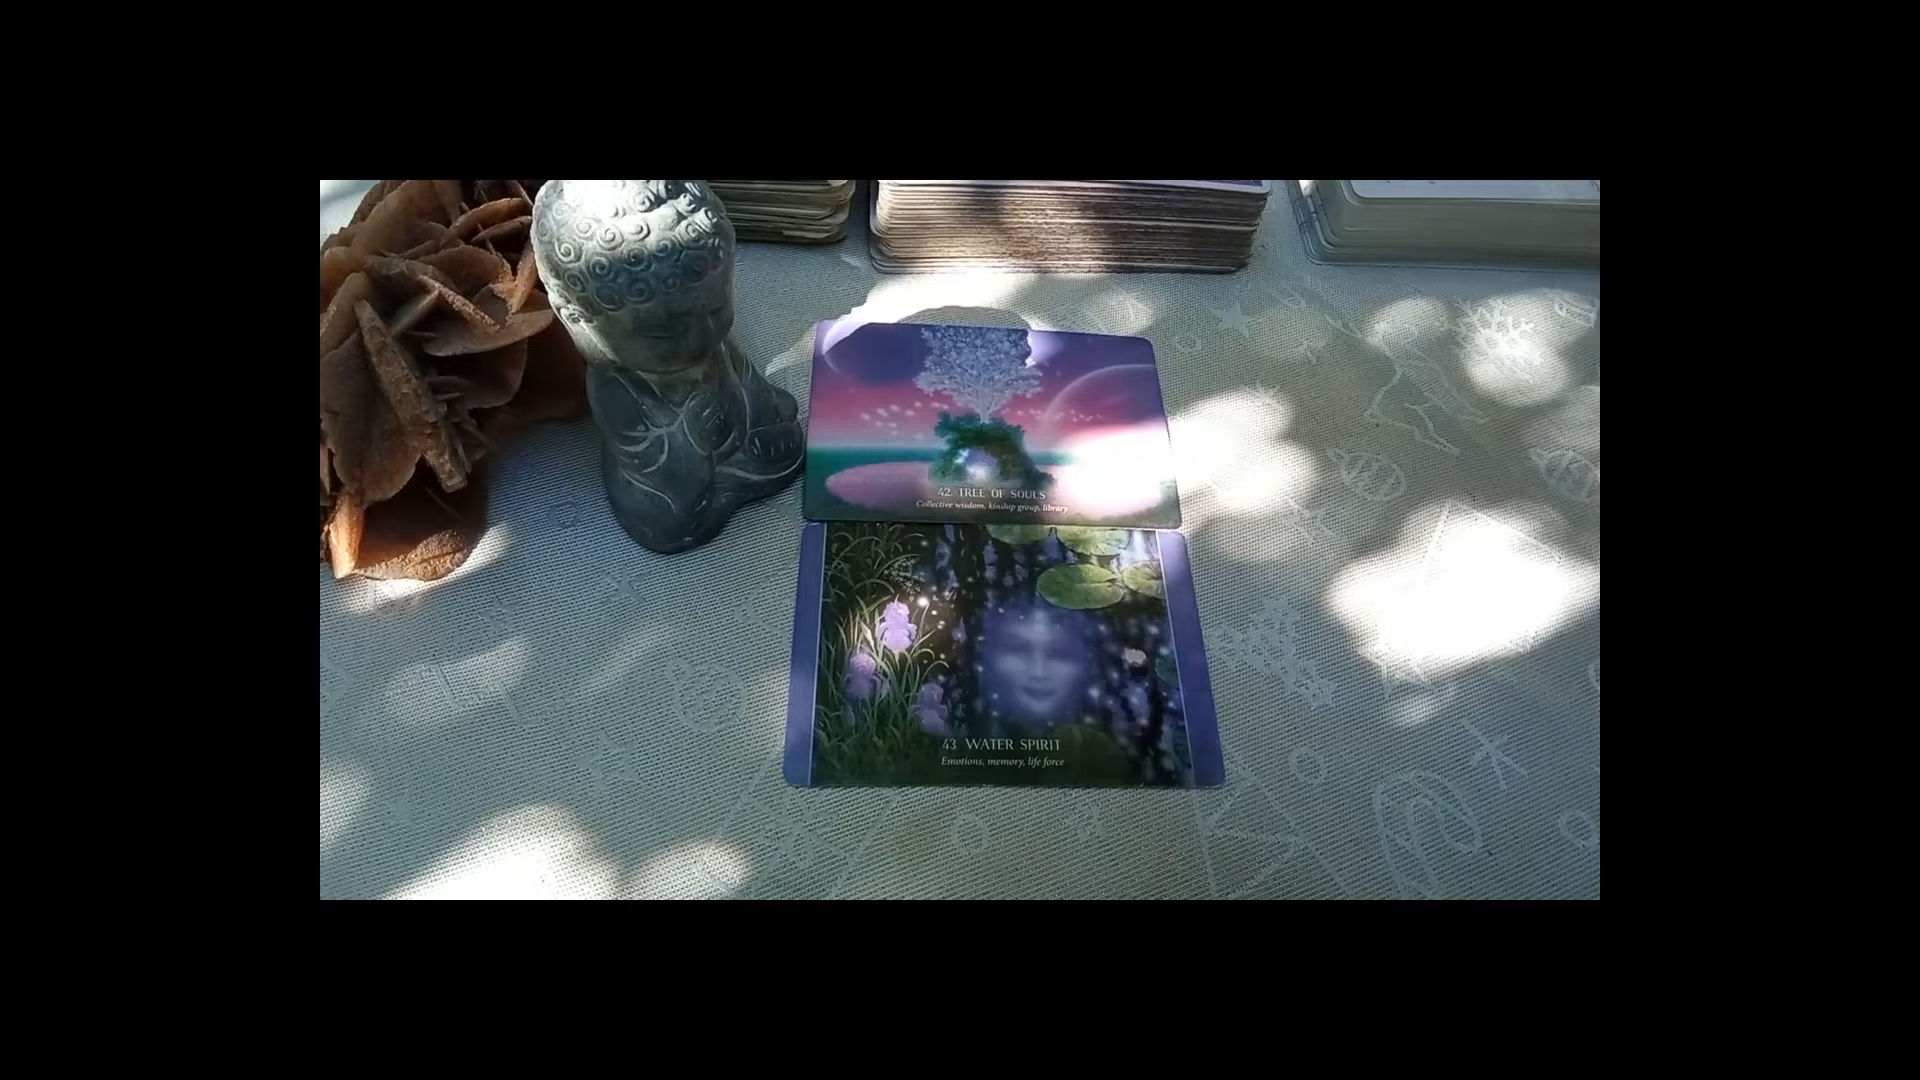 42 TREE OF SOULS
Collective wisdom, kinship group, library
43 WATER SPIRIT
Emotions, memory, life force